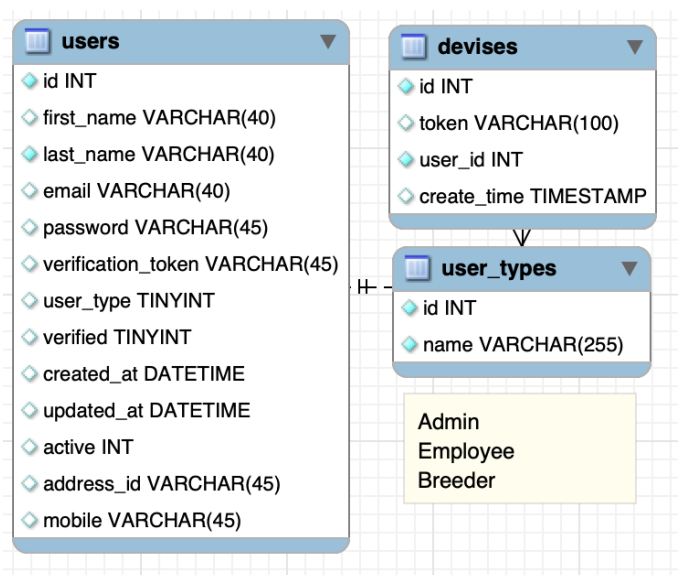 users
id INT
first_name VARCHAR(40)
last_name VARCHAR(40)
email VARCHAR(40)
password VARCHAR(45)
verification_token VARCHAR(45)
user_type TINYINT
verified TINYINT
created_at DATETIME
updated_at DATETIME
active INT
address_id VARCHAR(45)
mobile VARCHAR(45)
devises
id INT
token VARCHAR(100)
user_id INT
create_time TIMESTAMP
user_types
id INT
name VARCHAR(255)
Admin
Employee
Breeder